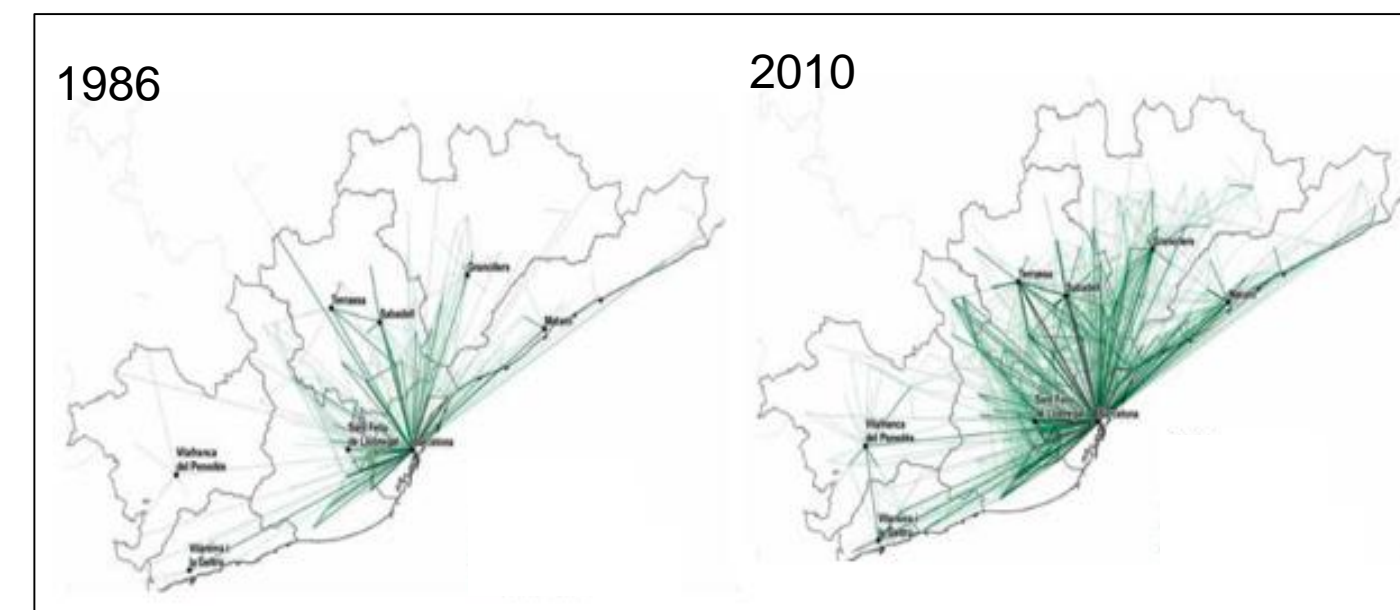 1986
Terrassa
Sabadell
Granollers
Mataró
Sant Feliu
de Llobregat
Barcelona
Vilafranca
del Penedès
Vilanova i
la Geltrú
2010
Terrassa
Sabadell
Granollers
Mataró
Sant Feliu
de Llobregat
Barcelona
Vilafranca
del Penedès
Vilanova i
la Geltrú